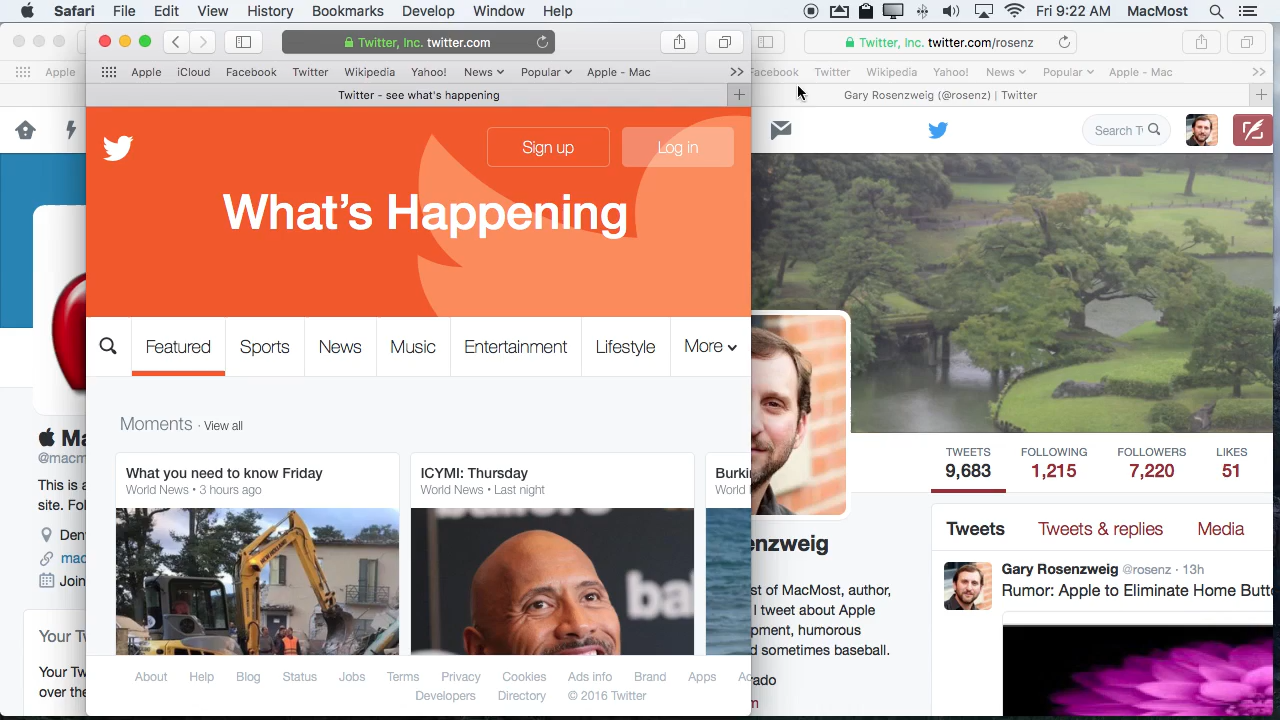 Safari File Edit View History Bookmarks Develop Window Help Fri 9:22 AM MacMost
Twitter, Inc. twitter.com
Twitter, Inc. twitter.com/rosenz
Apple
Apple iCloud Facebook Twitter Wikipedia Yahoo! News Popular Apple - Mac
Facebook Twitter Wikipedia Yahoo! News Popular Apple - Mac
Twitter - see what's happening
Gary Rosenzweig (@rosenz) | Twitter
Sign up
Log in
Search T
What's Happening
Featured Sports News Music Entertainment Lifestyle More
Moments · View all
What you need to know Friday
World News • 3 hours ago
ICYMI: Thursday
World News • Last night
Burki
World
Ma
@macm
This is a
site. Fol
Den
mac
Join
Your Tw
Your Tw
over the
About Help Blog Status Jobs Terms Privacy Cookies Ads info Brand Apps Ad
Developers Directory © 2016 Twitter
TWEETS FOLLOWING FOLLOWERS LIKES
9,683 1,215 7,220 51
Tweets Tweets & replies Media
enzweig
st of MacMost, author,
I tweet about Apple
pment, humorous
d sometimes baseball.
ado
m
Gary Rosenzweig @rosenz · 13h
Rumor: Apple to Eliminate Home Butto